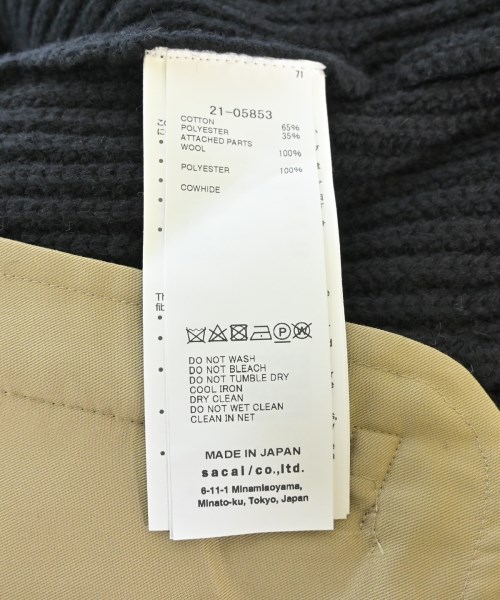 71
21-05853
COTTON 65%
POLYESTER 35%
ATTACHED PARTS
WOOL 100%
POLYESTER 100%
COWHIDE
DO NOT WASH
DO NOT BLEACH
DO NOT TUMBLE DRY
COOL IRON
DRY CLEAN
DO NOT WET CLEAN
CLEAN IN NET
MADE IN JAPAN
sacai/co.,ltd.
6-11-1 Minamiaoyama,
Minato-ku, Tokyo, Japan